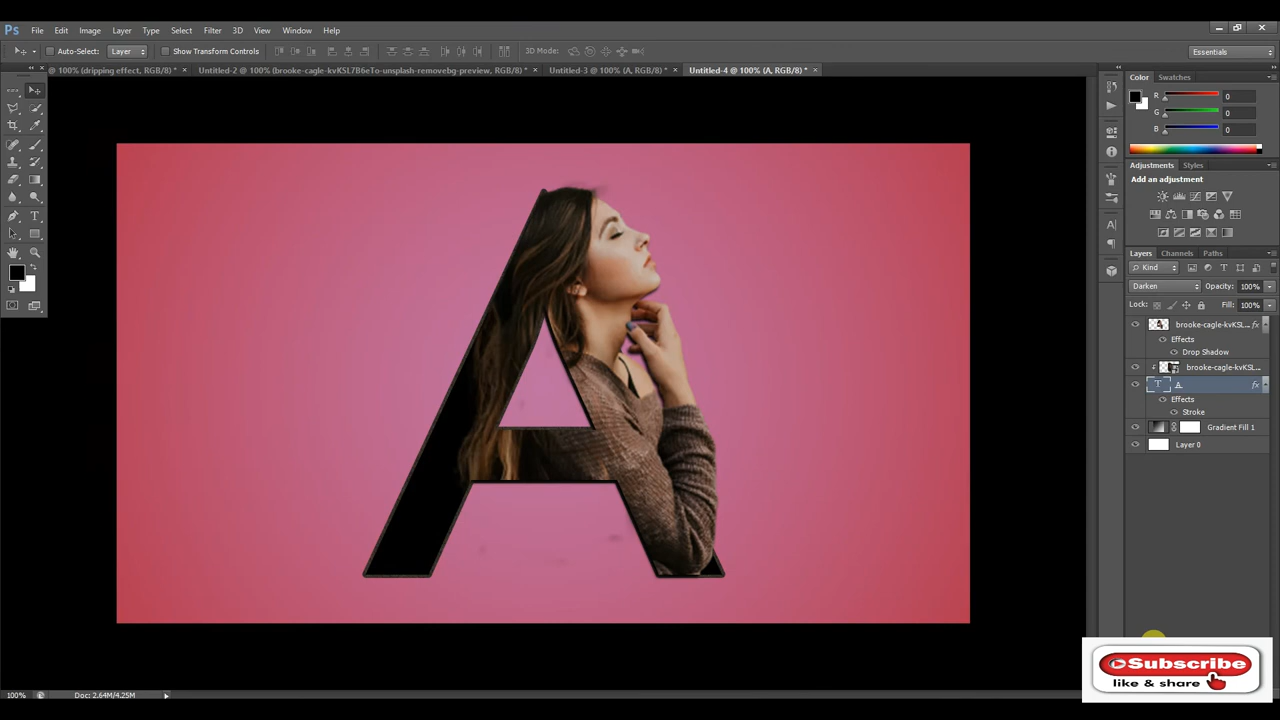 Ps File Edit Image Layer Type Select Filter 3D View Window Help
Auto-Select: Layer Show Transform Controls 3D Mode: Essentials
@ 100% (dripping effect, RGB/8) * × Untitled-2 @ 100% (brooke-cagle-kvKSL7B6eTo-unsplash-removebg-preview, RGB/8) * × Untitled-3 @ 100% (A, RGB/8) * × Untitled-4 @ 100% (A, RGB/8) * ×
Color Swatches
R 0
G 0
B 0
Adjustments Styles
Add an adjustment
Layers Channels Paths
Kind
Darken Opacity: 100%
Lock: Fill: 100%
brooke-cagle-kvKSL... fx
Effects
Drop Shadow
brooke-cagle-kvKSL...
T A fx
Effects
Stroke
Gradient Fill 1
Layer 0
A
Subscribe
like & share
100% Doc: 2.64M/4.25M